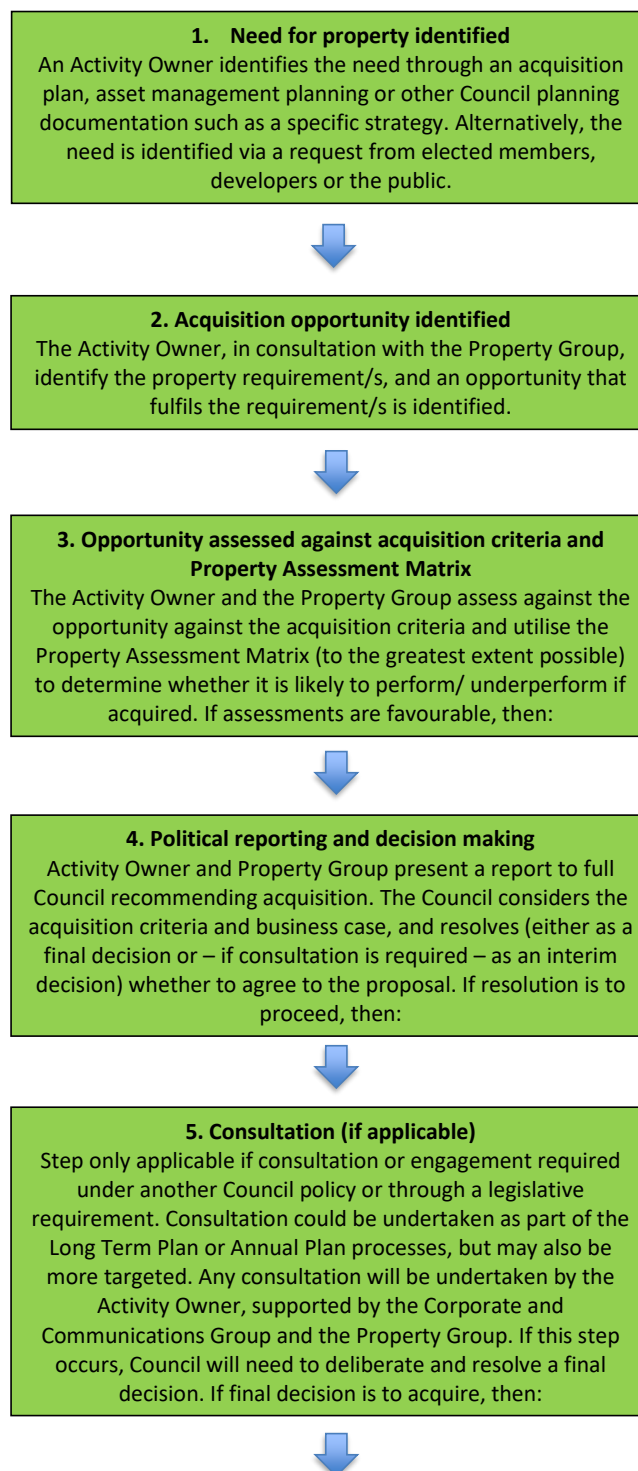 1. Need for property identified
An Activity Owner identifies the need through an acquisition
plan, asset management planning or other Council planning
documentation such as a specific strategy. Alternatively, the
need is identified via a request from elected members,
developers or the public.
2. Acquisition opportunity identified
The Activity Owner, in consultation with the Property Group,
identify the property requirement/s, and an opportunity that
fulfils the requirement/s is identified.
3. Opportunity assessed against acquisition criteria and
Property Assessment Matrix
The Activity Owner and the Property Group assess against the
opportunity against the acquisition criteria and utilise the
Property Assessment Matrix (to the greatest extent possible)
to determine whether it is likely to perform/ underperform if
acquired. If assessments are favourable, then:
4. Political reporting and decision making
Activity Owner and Property Group present a report to full
Council recommending acquisition. The Council considers the
acquisition criteria and business case, and resolves (either as a
final decision or – if consultation is required – as an interim
decision) whether to agree to the proposal. If resolution is to
proceed, then:
5. Consultation (if applicable)
Step only applicable if consultation or engagement required
under another Council policy or through a legislative
requirement. Consultation could be undertaken as part of the
Long Term Plan or Annual Plan processes, but may also be
more targeted. Any consultation will be undertaken by the
Activity Owner, supported by the Corporate and
Communications Group and the Property Group. If this step
occurs, Council will need to deliberate and resolve a final
decision. If final decision is to acquire, then: